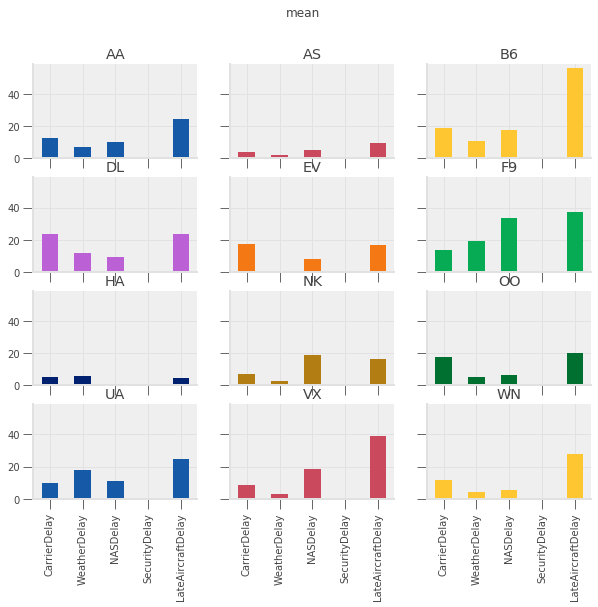 mean
AA AS B6
40
20
0
DL EV F9
40
20
0
HA NK OO
40
20
0
UA VX WN
40
20
0
CarrierDelay WeatherDelay NASDelay SecurityDelay LateAircraftDelay CarrierDelay WeatherDelay NASDelay SecurityDelay LateAircraftDelay CarrierDelay WeatherDelay NASDelay SecurityDelay LateAircraftDelay